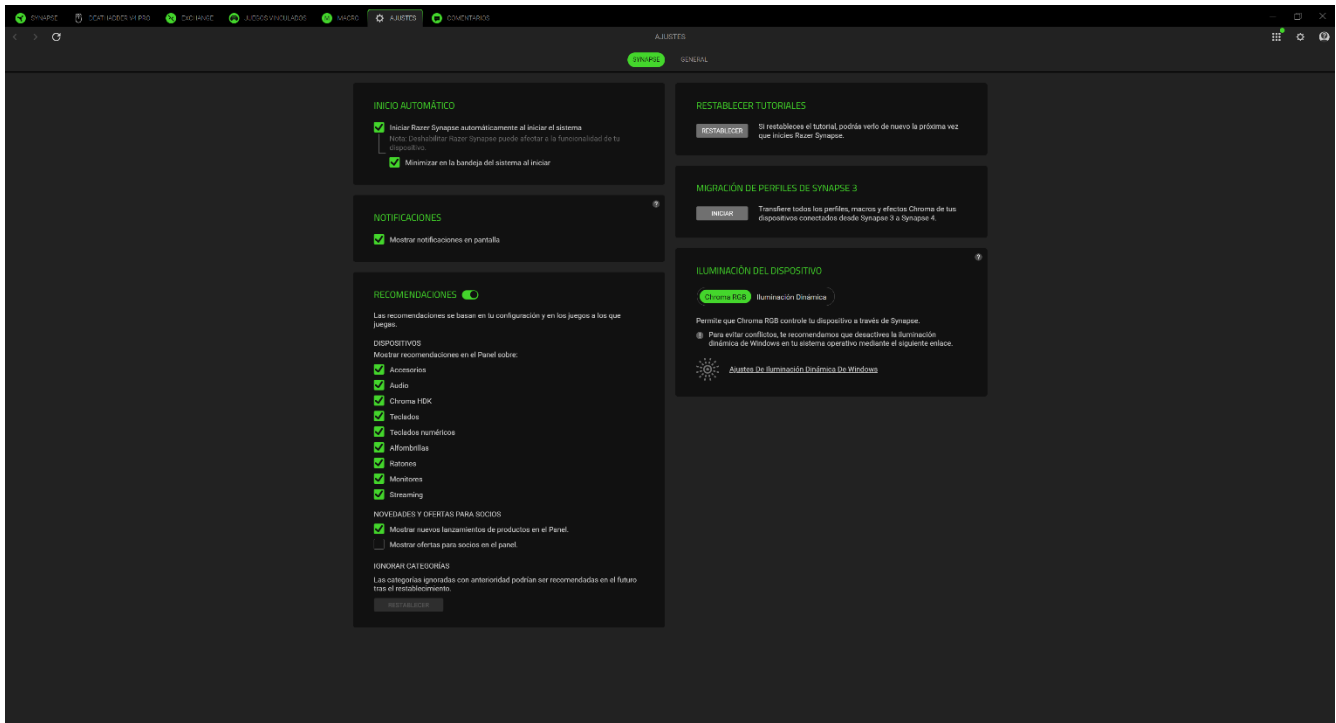 SYNAPSE
DEATHADDER V4 PRO
EXCHANGE
JUEGOS VINCULADOS
MACRO
AJUSTES
COMENTARIOS
AJUSTES
SYNAPSE
GENERAL
INICIO AUTOMÁTICO
Iniciar Razer Synapse automáticamente al iniciar el sistema
Nota: Deshabilitar Razer Synapse puede afectar a la funcionalidad de tu
dispositivo.
Minimizar en la bandeja del sistema al iniciar
NOTIFICACIONES
Mostrar notificaciones en pantalla
RECOMENDACIONES
Las recomendaciones se basan en tu configuración y en los juegos a los que
juegas.
DISPOSITIVOS
Mostrar recomendaciones en el Panel sobre:
Accesorios
Audio
Chroma HDK
Teclados
Teclados numéricos
Alfombrillas
Ratones
Monitores
Streaming
NOVEDADES Y OFERTAS PARA SOCIOS
Mostrar nuevos lanzamientos de productos en el Panel.
Mostrar ofertas para socios en el panel.
IGNORAR CATEGORÍAS
Las categorías ignoradas con anterioridad podrían ser recomendadas en el futuro
tras el restablecimiento.
RESTABLECER
RESTABLECER TUTORIALES
RESTABLECER
Si restableces el tutorial, podrás verlo de nuevo la próxima vez
que inicies Razer Synapse.
MIGRACIÓN DE PERFILES DE SYNAPSE 3
INICIAR
Transfiere todos los perfiles, macros y efectos Chroma de tus
dispositivos conectados desde Synapse 3 a Synapse 4.
ILUMINACIÓN DEL DISPOSITIVO
Chroma RGB
Iluminación Dinámica
Permite que Chroma RGB controle tu dispositivo a través de Synapse.
Para evitar conflictos, te recomendamos que desactives la iluminación
dinámica de Windows en tu sistema operativo mediante el siguiente enlace.
Ajustes De Iluminación Dinámica De Windows